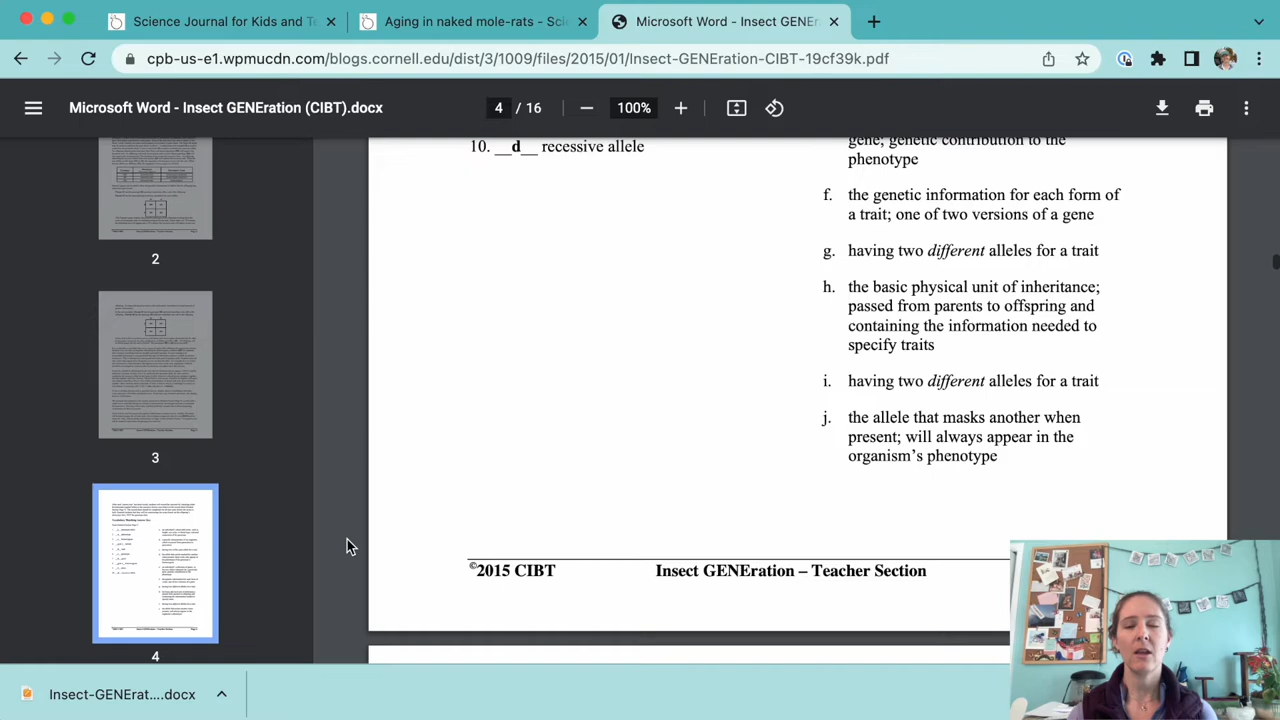 Science Journal for Kids and Te
Aging in naked mole-rats - Scie
Microsoft Word - Insect GENEra
cpb-us-e1.wpmucdn.com/blogs.cornell.edu/dist/3/1009/files/2015/01/Insect-GENEration-CIBT-19cf39k.pdf
Microsoft Word - Insect GENEration (CIBT).docx
4 / 16
100%
10. __d__ recessive allele
gene; genetic contribution to the
phenotype
f. the genetic information for each form of
a trait; one of two versions of a gene
g. having two different alleles for a trait
h. the basic physical unit of inheritance;
passed from parents to offspring and
containing the information needed to
specify traits
i. having two different alleles for a trait
j. the allele that masks another when
present; will always appear in the
organism's phenotype
2015 CIBT
Insect GENEration – Teacher Section
2
3
4
Insect-GENErat....docx